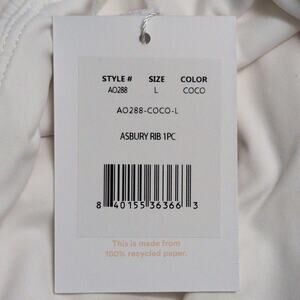 STYLE # SIZE COLOR
AO288 L COCO
AO288-COCO-L
ASBURY RIB 1PC
8 40155 36366 3
This is made from
100% recycled paper.